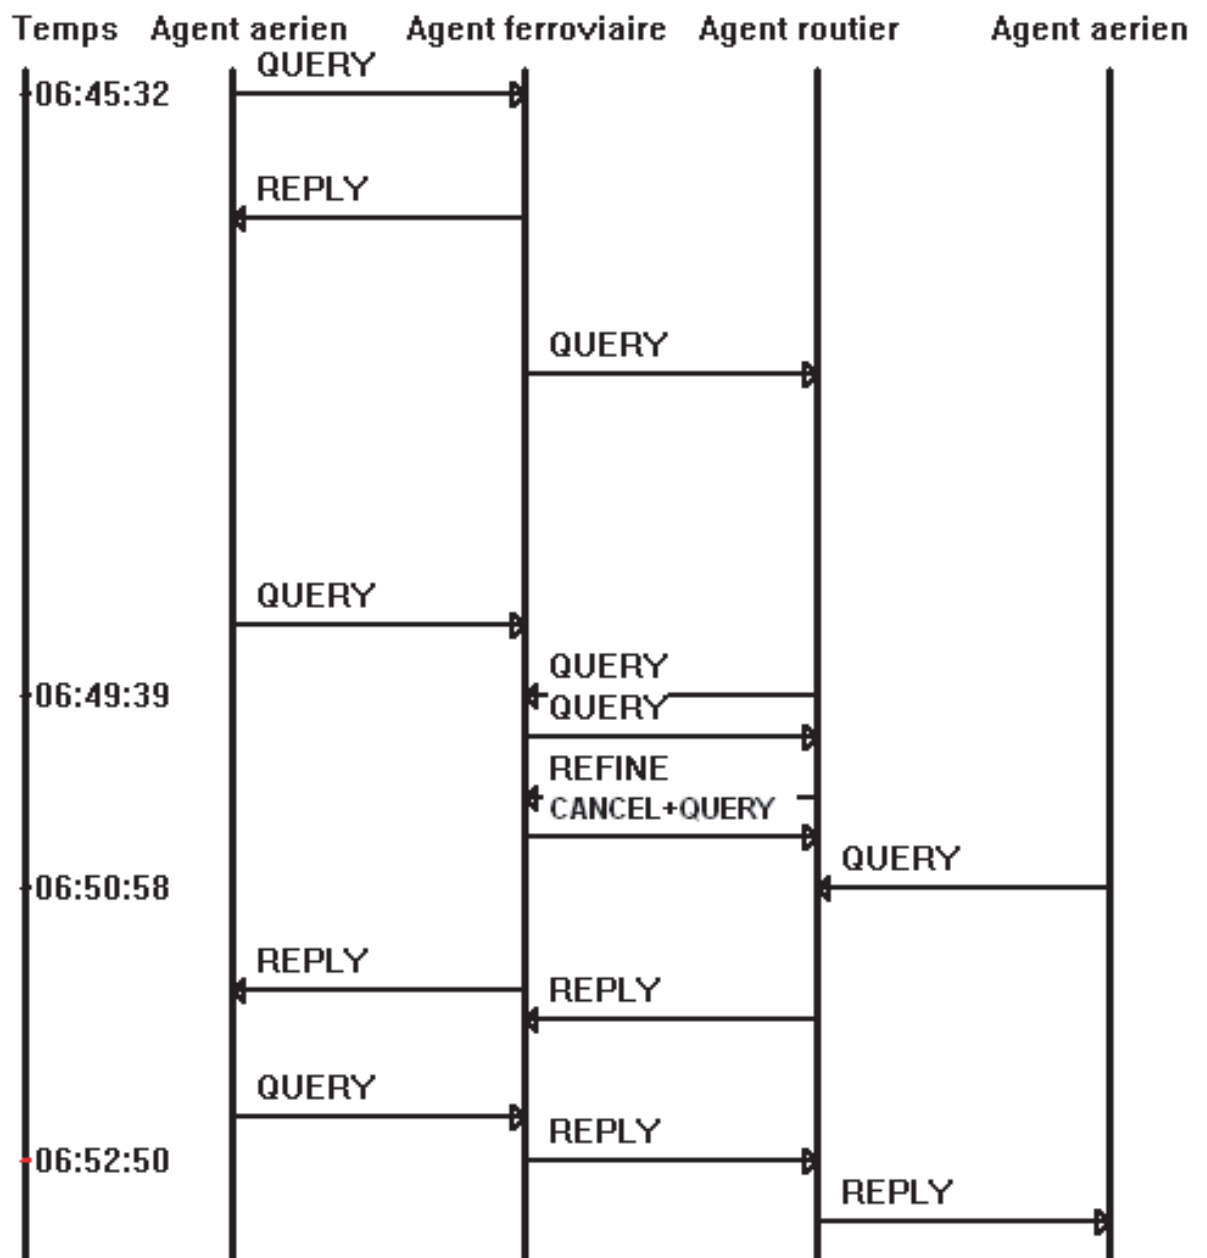 Temps Agent aerien Agent ferroviaire Agent routier Agent aerien
QUERY
06:45:32
REPLY
QUERY
QUERY
QUERY
06:49:39
QUERY
REFINE
CANCEL+QUERY
QUERY
06:50:58
REPLY
REPLY
QUERY
REPLY
06:52:50
REPLY